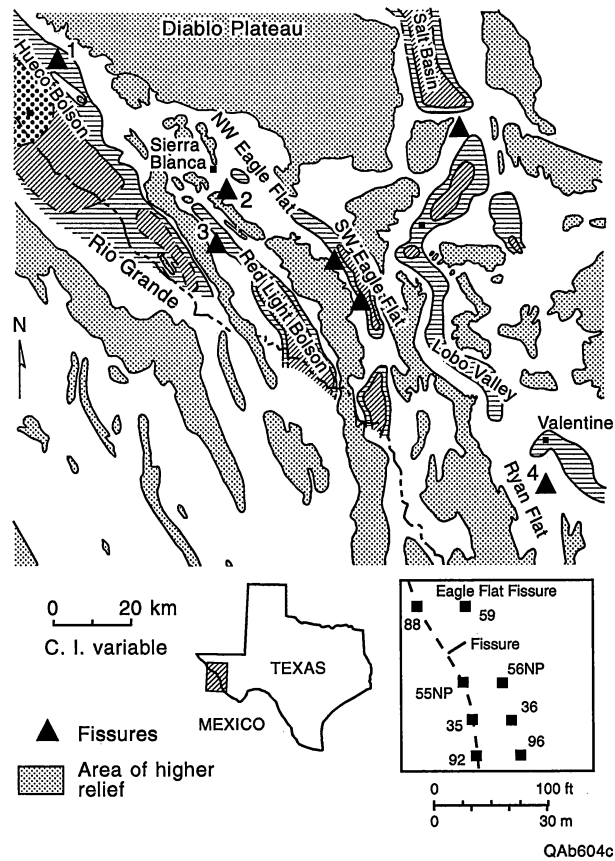 Diablo Plateau
Salt Basin
1
Hueco Bolson
NW Eagle Flat
Sierra
Blanca
2
3
SW Eagle Flat
Red Light Bolson
Rio Grande
N
Lobo Valley
Valentine
4
Ryan Flat
0 20 km
C. I. variable
TEXAS
MEXICO
Fissures
Area of higher
relief
Eagle Flat Fissure
88 59
Fissure
56NP
55NP
36
35
96
92
0 100 ft
0 30 m
QAb604c